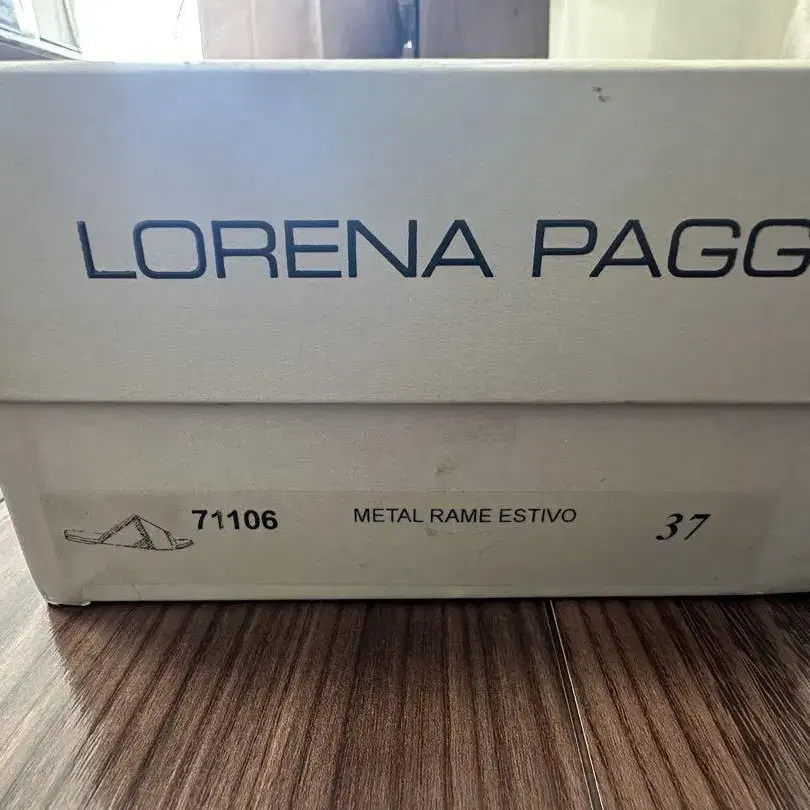 LORENA PAGG
71106 METAL RAME ESTIVO 37